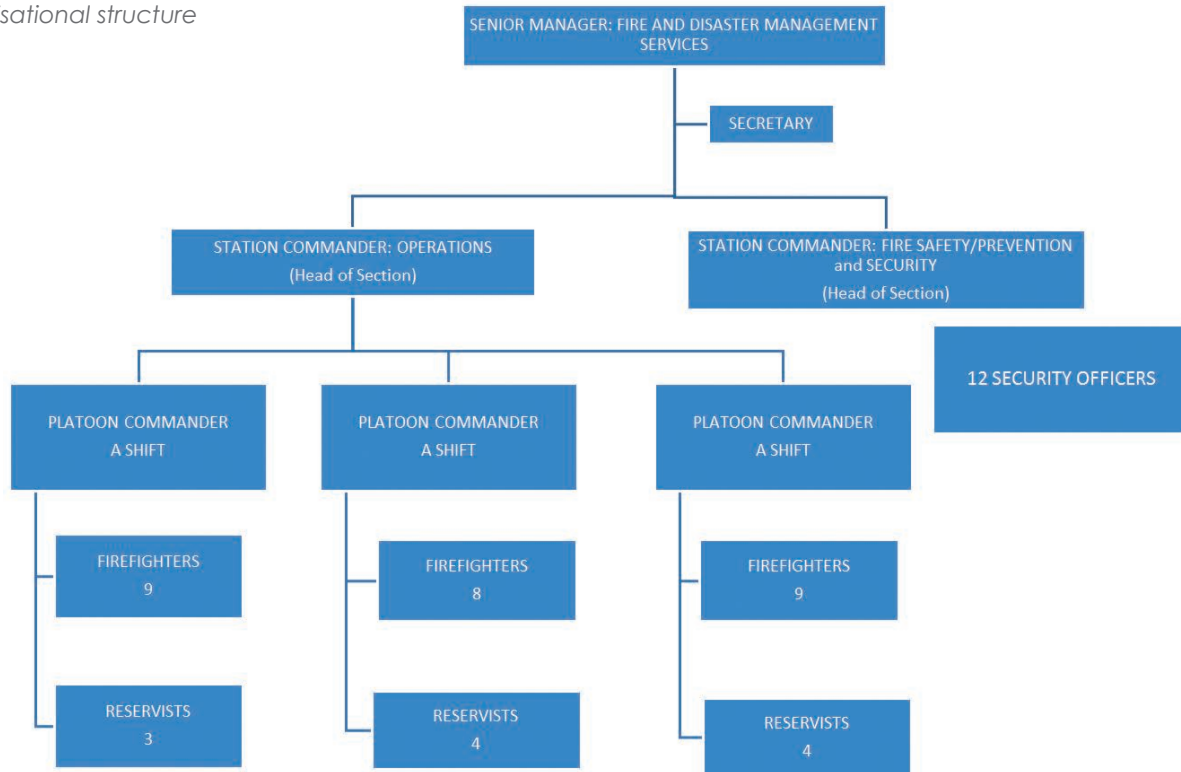 sational structure
SENIOR MANAGER: FIRE AND DISASTER MANAGEMENT
SERVICES
SECRETARY
STATION COMMANDER: OPERATIONS
(Head of Section)
STATION COMMANDER: FIRE SAFETY/PREVENTION
and SECURITY
(Head of Section)
12 SECURITY OFFICERS
PLATOON COMMANDER
A SHIFT
PLATOON COMMANDER
A SHIFT
PLATOON COMMANDER
A SHIFT
FIREFIGHTERS
9
FIREFIGHTERS
8
FIREFIGHTERS
9
RESERVISTS
3
RESERVISTS
4
RESERVISTS
4